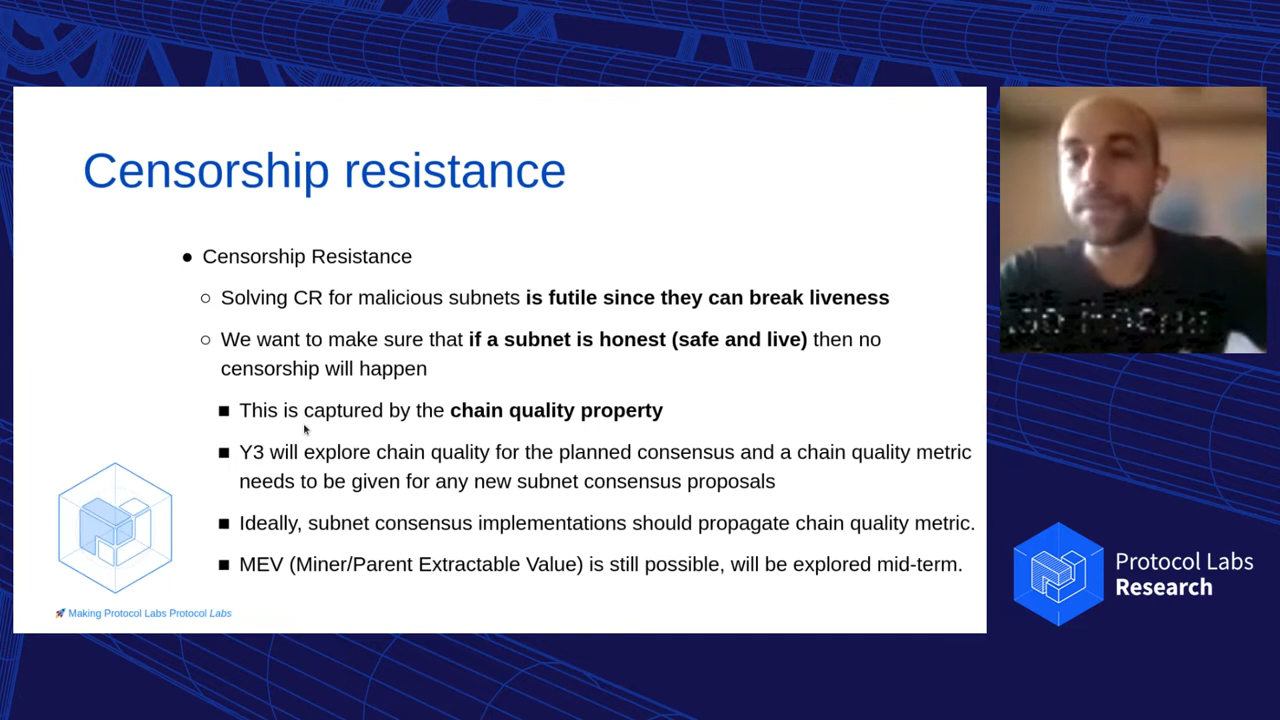 Censorship resistance
● Censorship Resistance
○ Solving CR for malicious subnets is futile since they can break liveness
○ We want to make sure that if a subnet is honest (safe and live) then no
censorship will happen
■ This is captured by the chain quality property
■ Y3 will explore chain quality for the planned consensus and a chain quality metric
needs to be given for any new subnet consensus proposals
■ Ideally, subnet consensus implementations should propagate chain quality metric.
■ MEV (Miner/Parent Extractable Value) is still possible, will be explored mid-term.
🚀 Making Protocol Labs Protocol Labs
Protocol Labs
Research